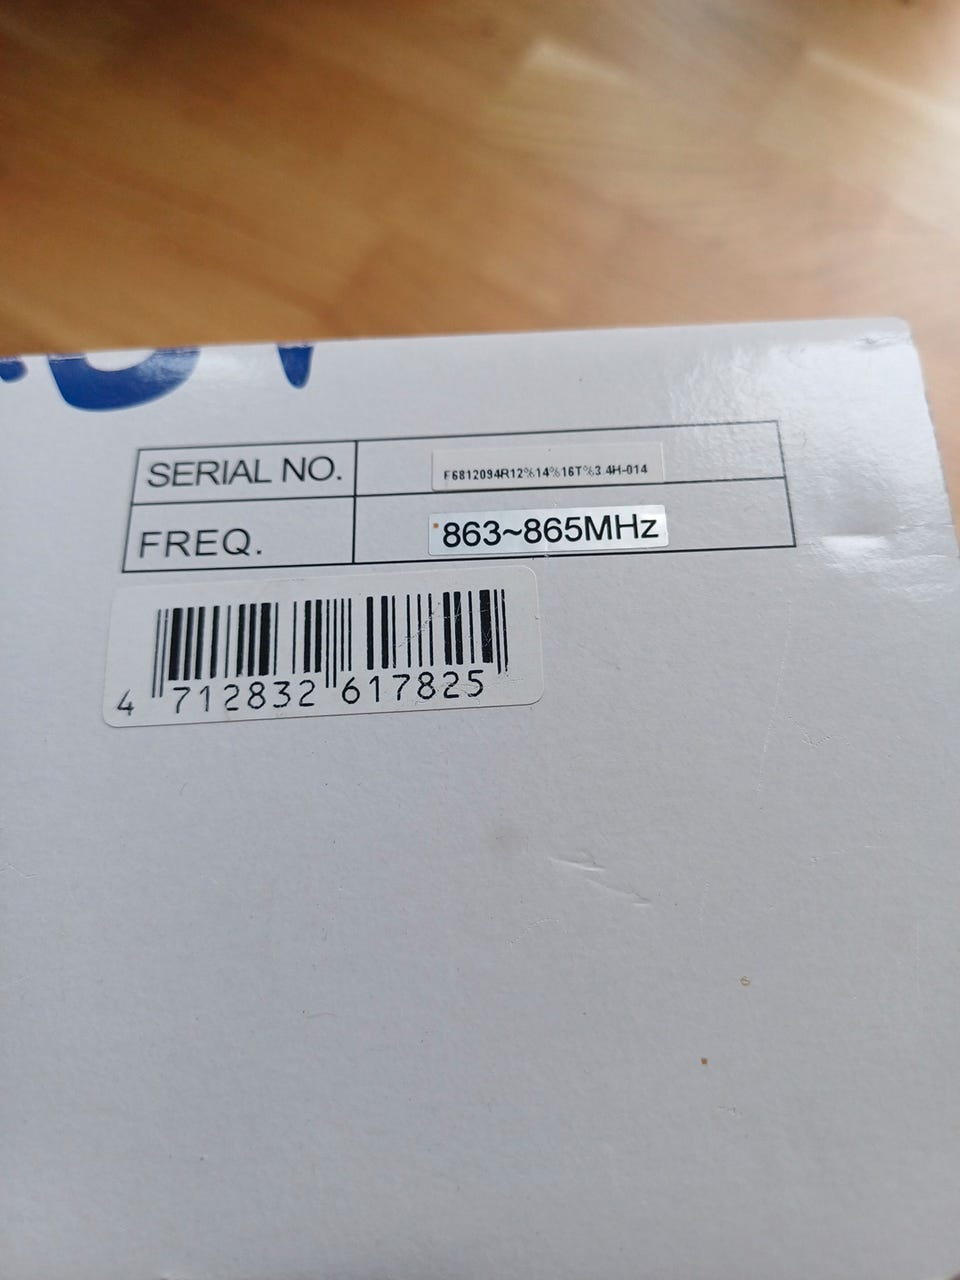 SERIAL NO. F6812094R12%14%16T%3.4H-014
FREQ. 863~865MHz
4 712832 617825